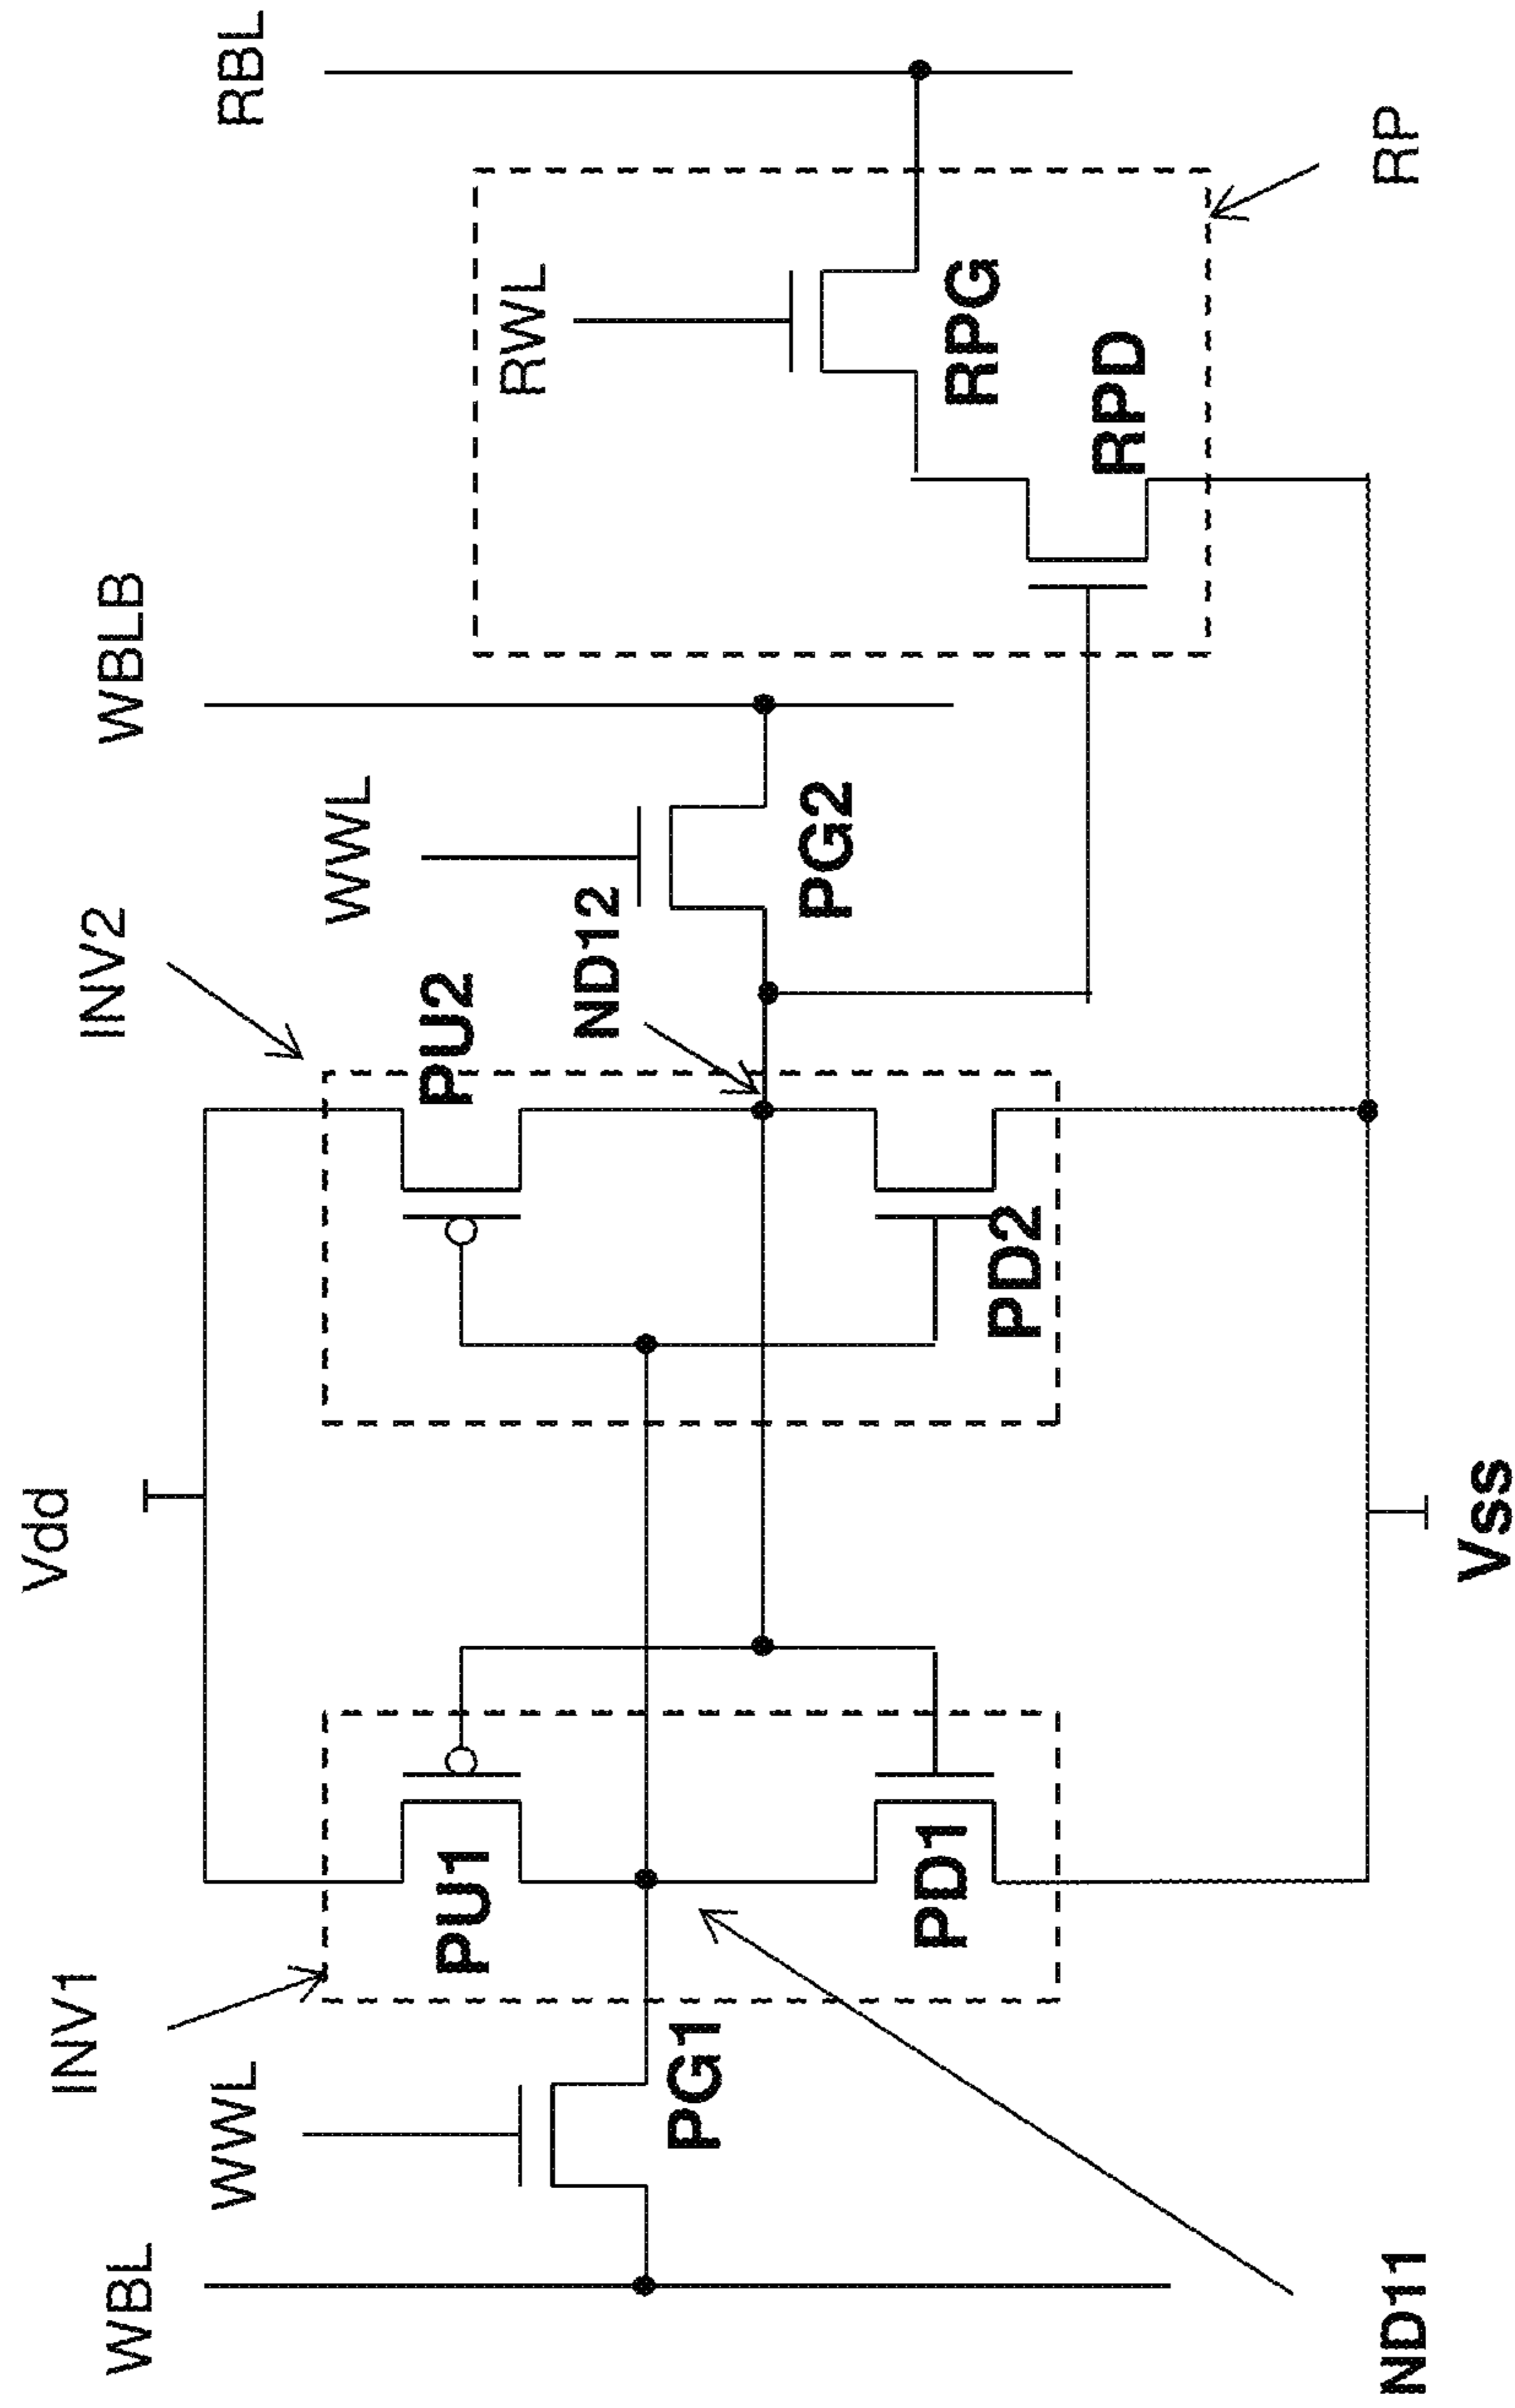 Vdd
INV1
INV2
WBL
WWL
WWL
WBLB
RBL
PU1
PU2
RWL
ND12
PG1
PG2
RPG
PD1
PD2
RPD
ND11
Vss
RP